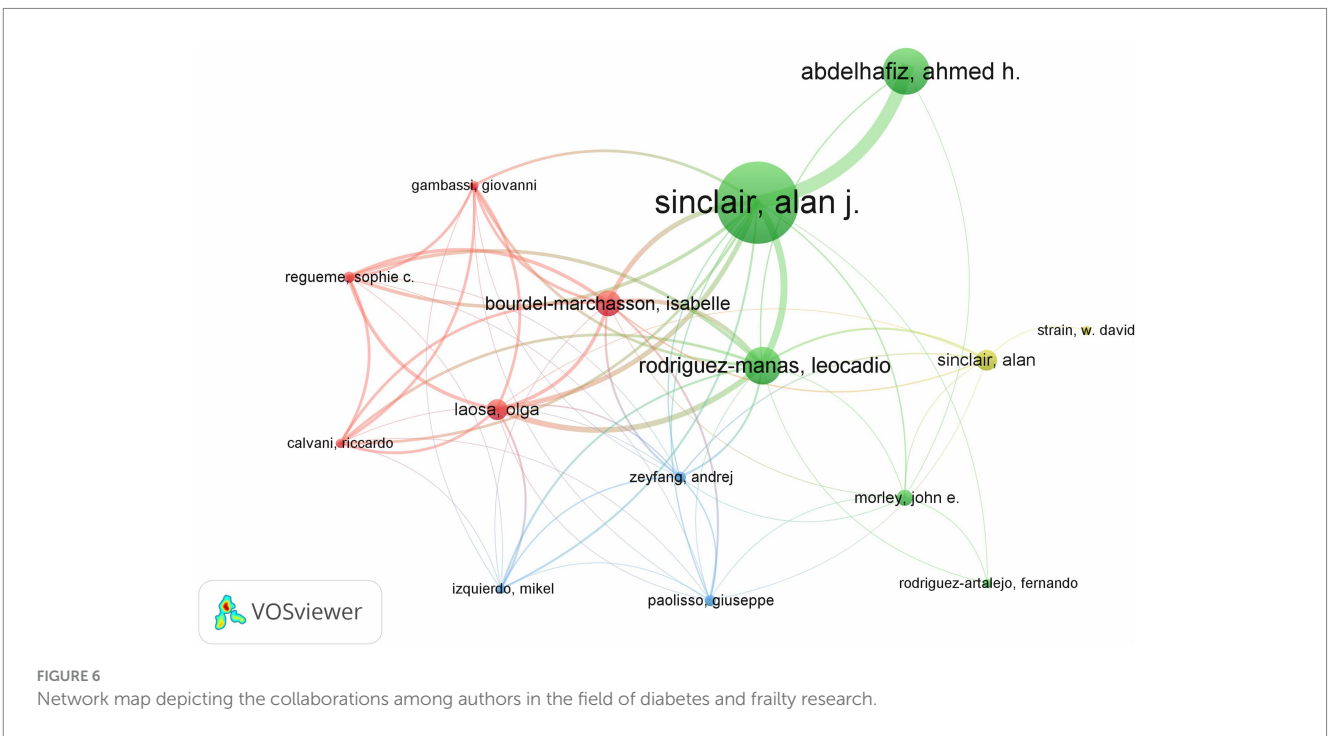 abdelhafiz, ahmed h.
gambassi, giovanni
sinclair, alan j.
regueme, sophie c.
bourdel-marchasson, isabelle
strain, w. david
sinclair, alan
rodriguez-manas, leocadio
laosa, olga
calvani, riccardo
zeyfang, andrej
morley, john e.
rodriguez-artalejo, fernando
izquierdo, mikel
paolisso, giuseppe
VOSviewer
FIGURE 6
Network map depicting the collaborations among authors in the field of diabetes and frailty research.